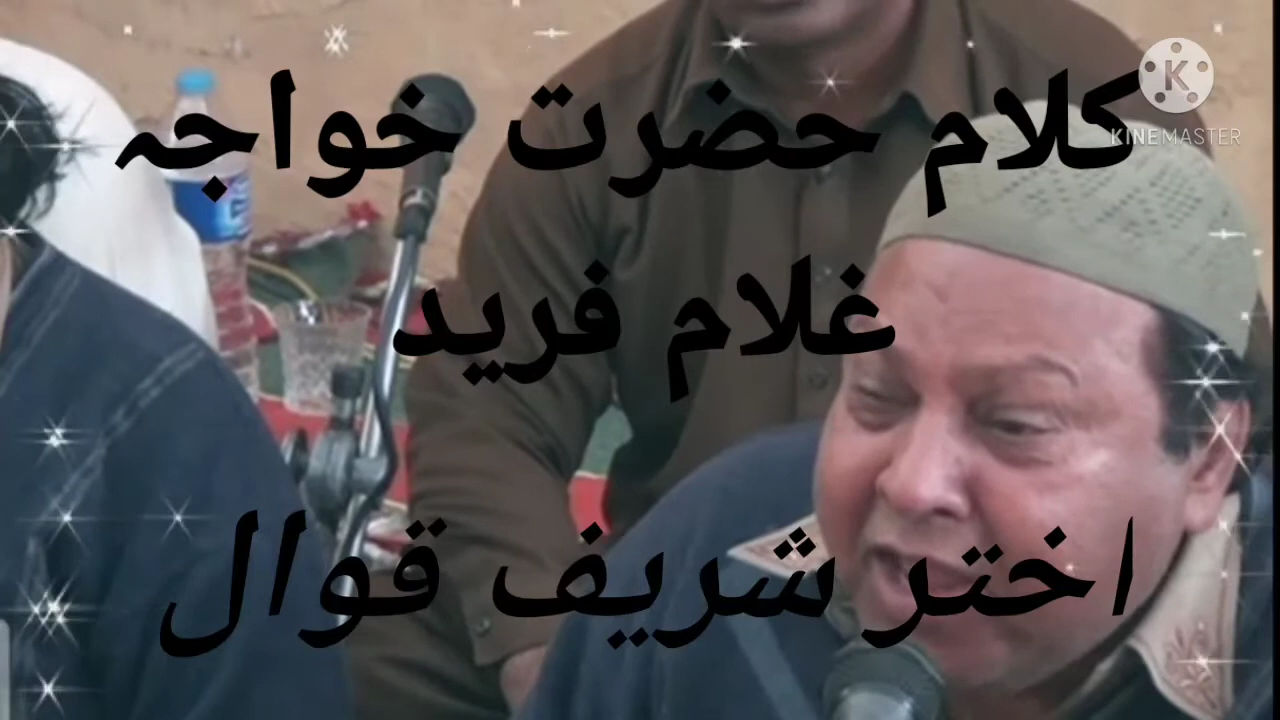 کلام حضرت خواجہ
غلام فرید
اختر شریف قوال
K
KINEMASTER